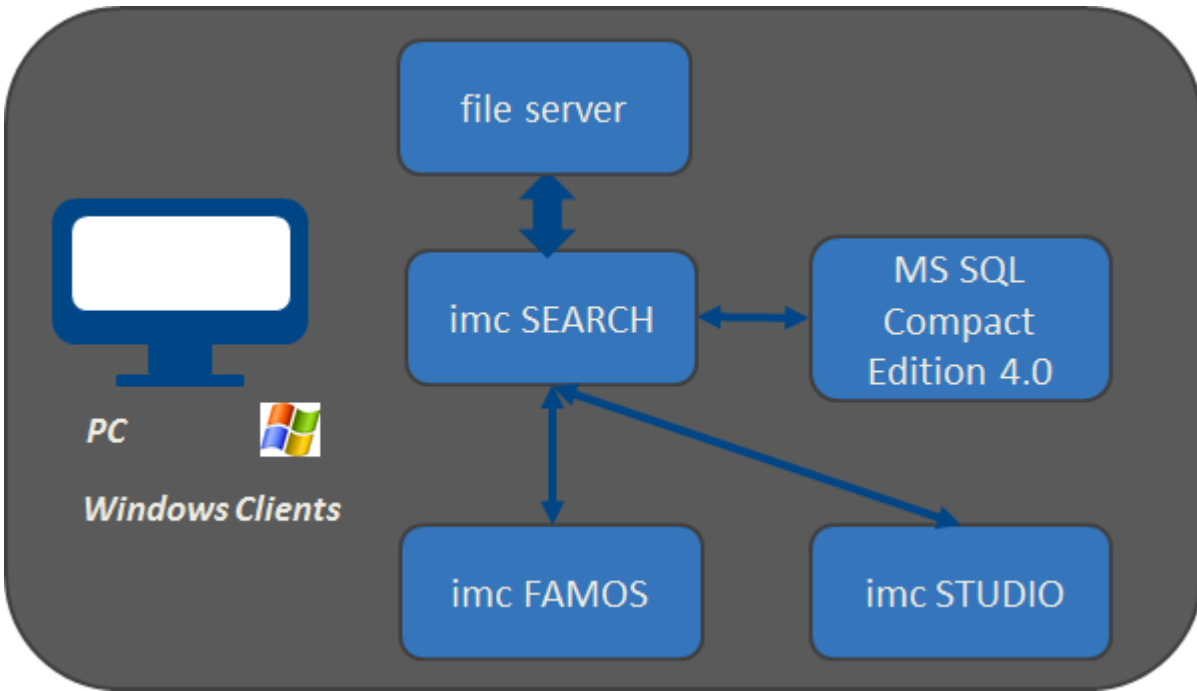 file server
imc SEARCH
MS SQL
Compact
Edition 4.0
PC
Windows Clients
imc FAMOS
imc STUDIO